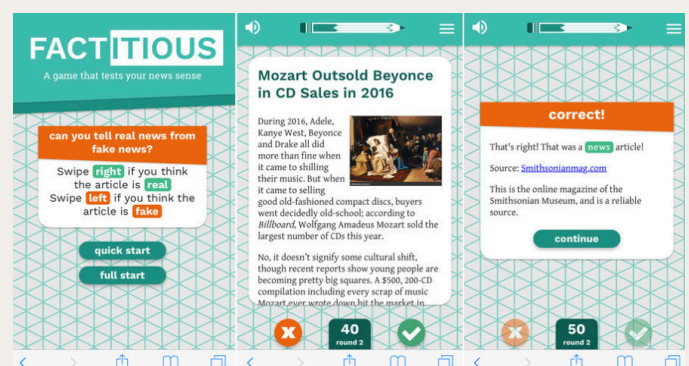 FACTITIOUS
A game that tests your news sense
can you tell real news from
fake news?
Swipe right if you think
the article is real
Swipe left if you think the
article is fake
quick start
full start
Mozart Outsold Beyonce
in CD Sales in 2016
During 2016, Adele,
Kanye West, Beyonce
and Drake all did
more than fine when
it came to shilling
their music. But when
it came to selling
good old-fashioned compact discs, buyers
went decidedly old-school; according to
Billboard, Wolfgang Amadeus Mozart sold the
largest number of CDs this year.
No, it doesn't signify some cultural shift,
though recent reports show young people are
becoming pretty big squares. A $500, 200-CD
compilation including every scrap of music
Mozart ever wrote down hit the market in
40
round 2
correct!
That's right! That was a news article!
Source: Smithsonianmag.com
This is the online magazine of the
Smithsonian Museum, and is a reliable
source.
continue
50
round 2